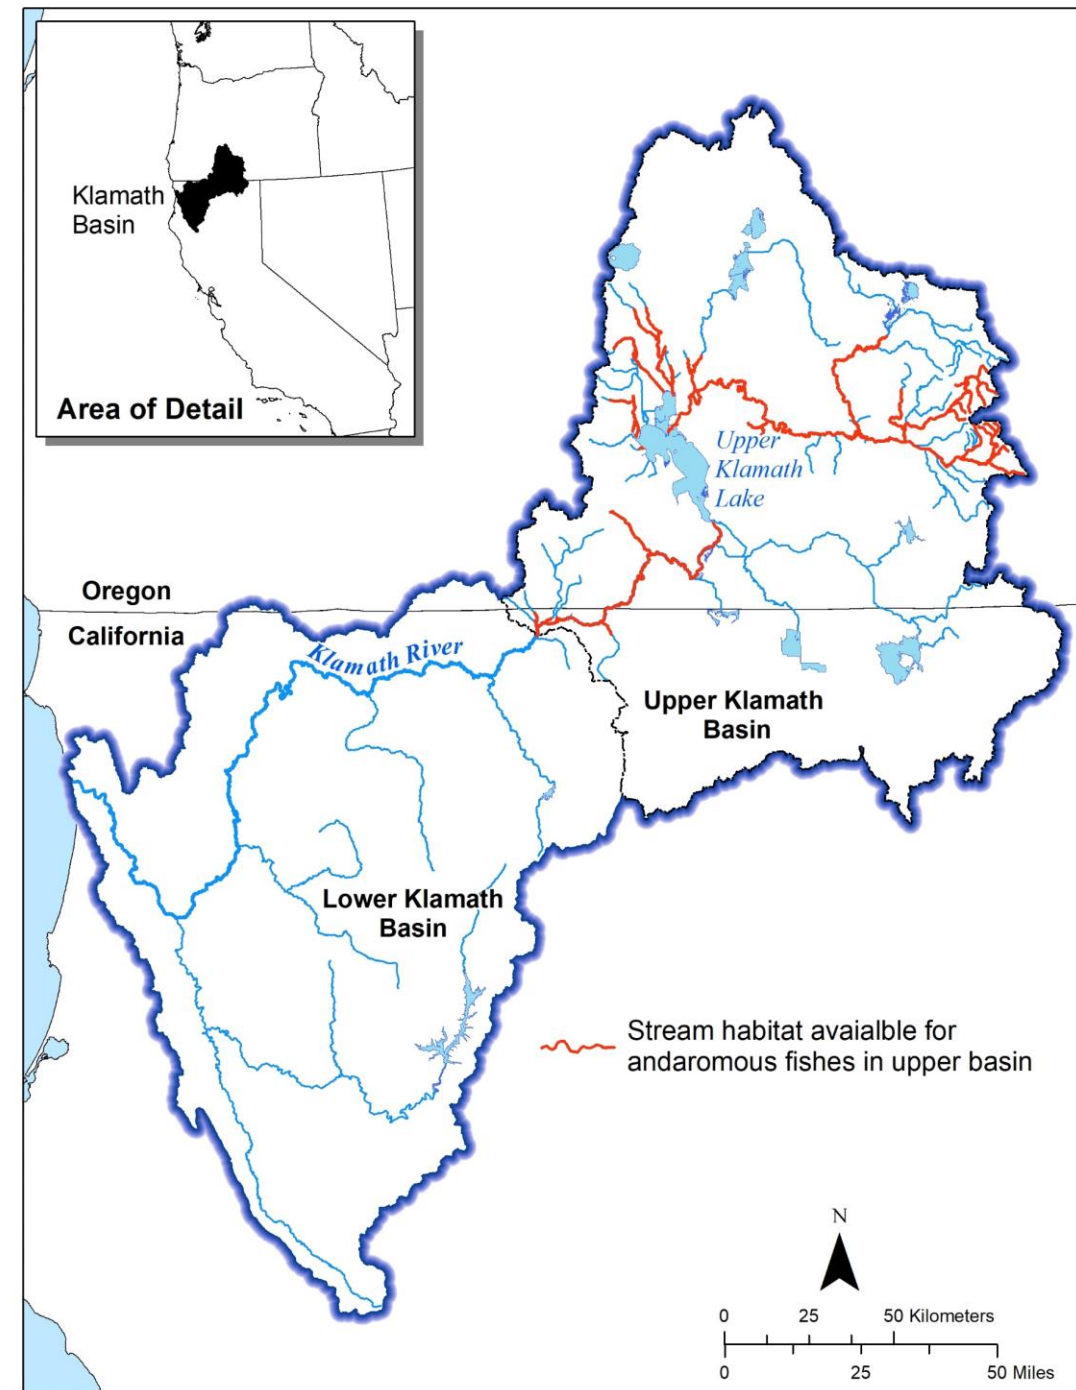 Klamath
Basin
Area of Detail
Upper
Klamath
Lake
Oregon
California
Klamath River
Upper Klamath
Basin
Lower Klamath
Basin
Stream habitat avaialble for
andaromous fishes in upper basin
N
0 25 50 Kilometers
0 25 50 Miles